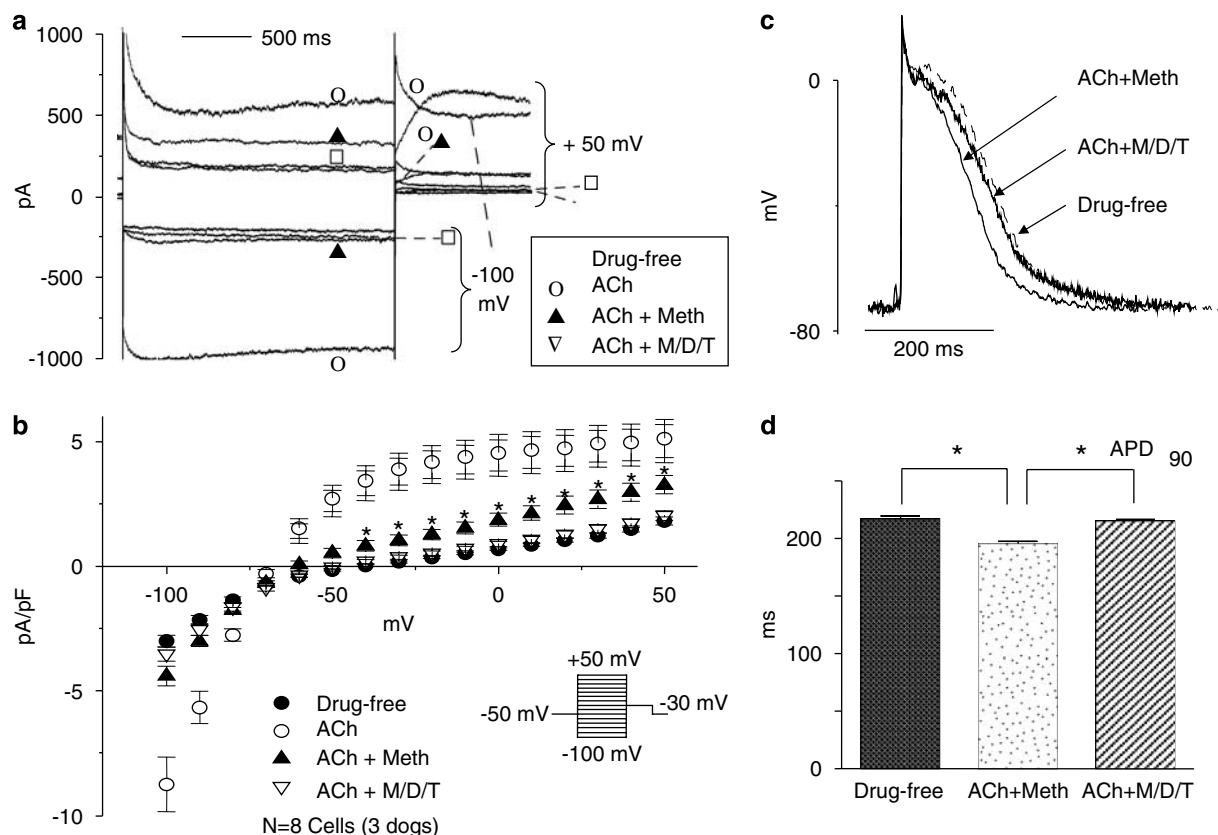 a
1000
500
0
-500
-1000
pA
500 ms
O
O
O
O
+ 50 mV
-100
mV
Drug-free
O ACh
▲ ACh + Meth
▽ ACh + M/D/T
c
0
-80
mV
ACh+Meth
ACh+M/D/T
Drug-free
200 ms
b
5
0
-5
-10
pA/pF
-100
-50
0
50
mV
* * * * * * * * * *
+50 mV
-50 mV
-30 mV
-100 mV
Drug-free
ACh
ACh + Meth
ACh + M/D/T
N=8 Cells (3 dogs)
d
* * APD 90
200
100
0
ms
Drug-free ACh+Meth ACh+M/D/T